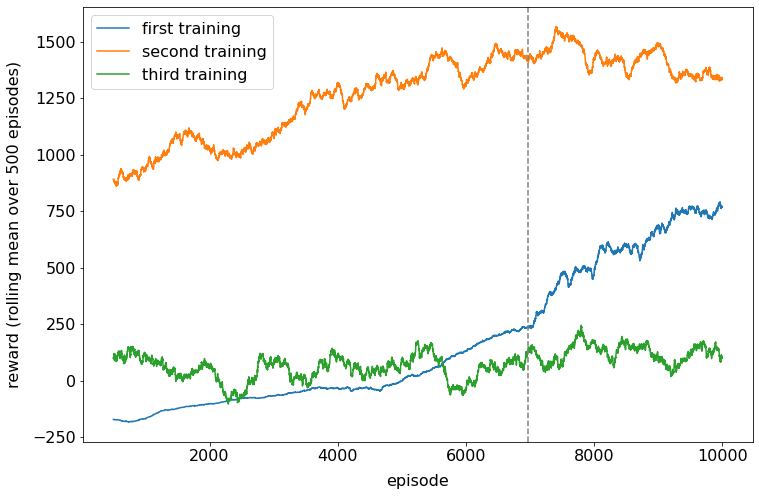 first training
second training
third training
reward (rolling mean over 500 episodes)
1500
1250
1000
750
500
250
0
−250
2000
4000
6000
8000
10000
episode